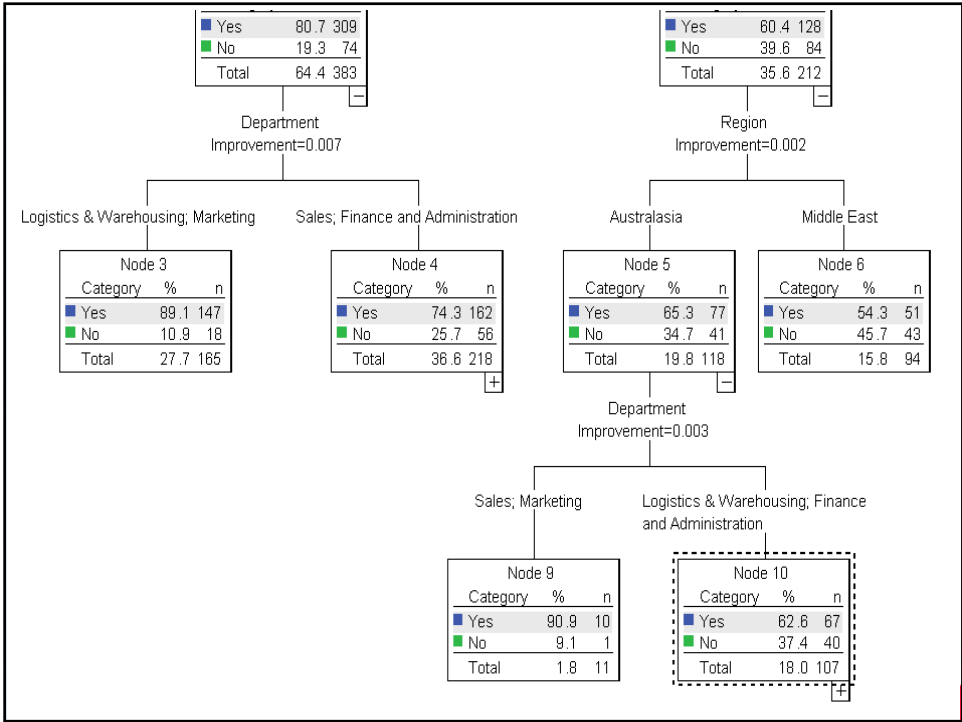 Yes 80.7 309
No 19.3 74
Total 64.4 383
Yes 60.4 128
No 39.6 84
Total 35.6 212
Department
Improvement=0.007
Region
Improvement=0.002
Logistics & Warehousing; Marketing
Sales; Finance and Administration
Australasia
Middle East
Node 3
Category % n
Yes 89.1 147
No 10.9 18
Total 27.7 165
Node 4
Category % n
Yes 74.3 162
No 25.7 56
Total 36.6 218
Node 5
Category % n
Yes 65.3 77
No 34.7 41
Total 19.8 118
Node 6
Category % n
Yes 54.3 51
No 45.7 43
Total 15.8 94
Department
Improvement=0.003
Sales; Marketing
Logistics & Warehousing; Finance
and Administration
Node 9
Category % n
Yes 90.9 10
No 9.1 1
Total 1.8 11
Node 10
Category % n
Yes 62.6 67
No 37.4 40
Total 18.0 107